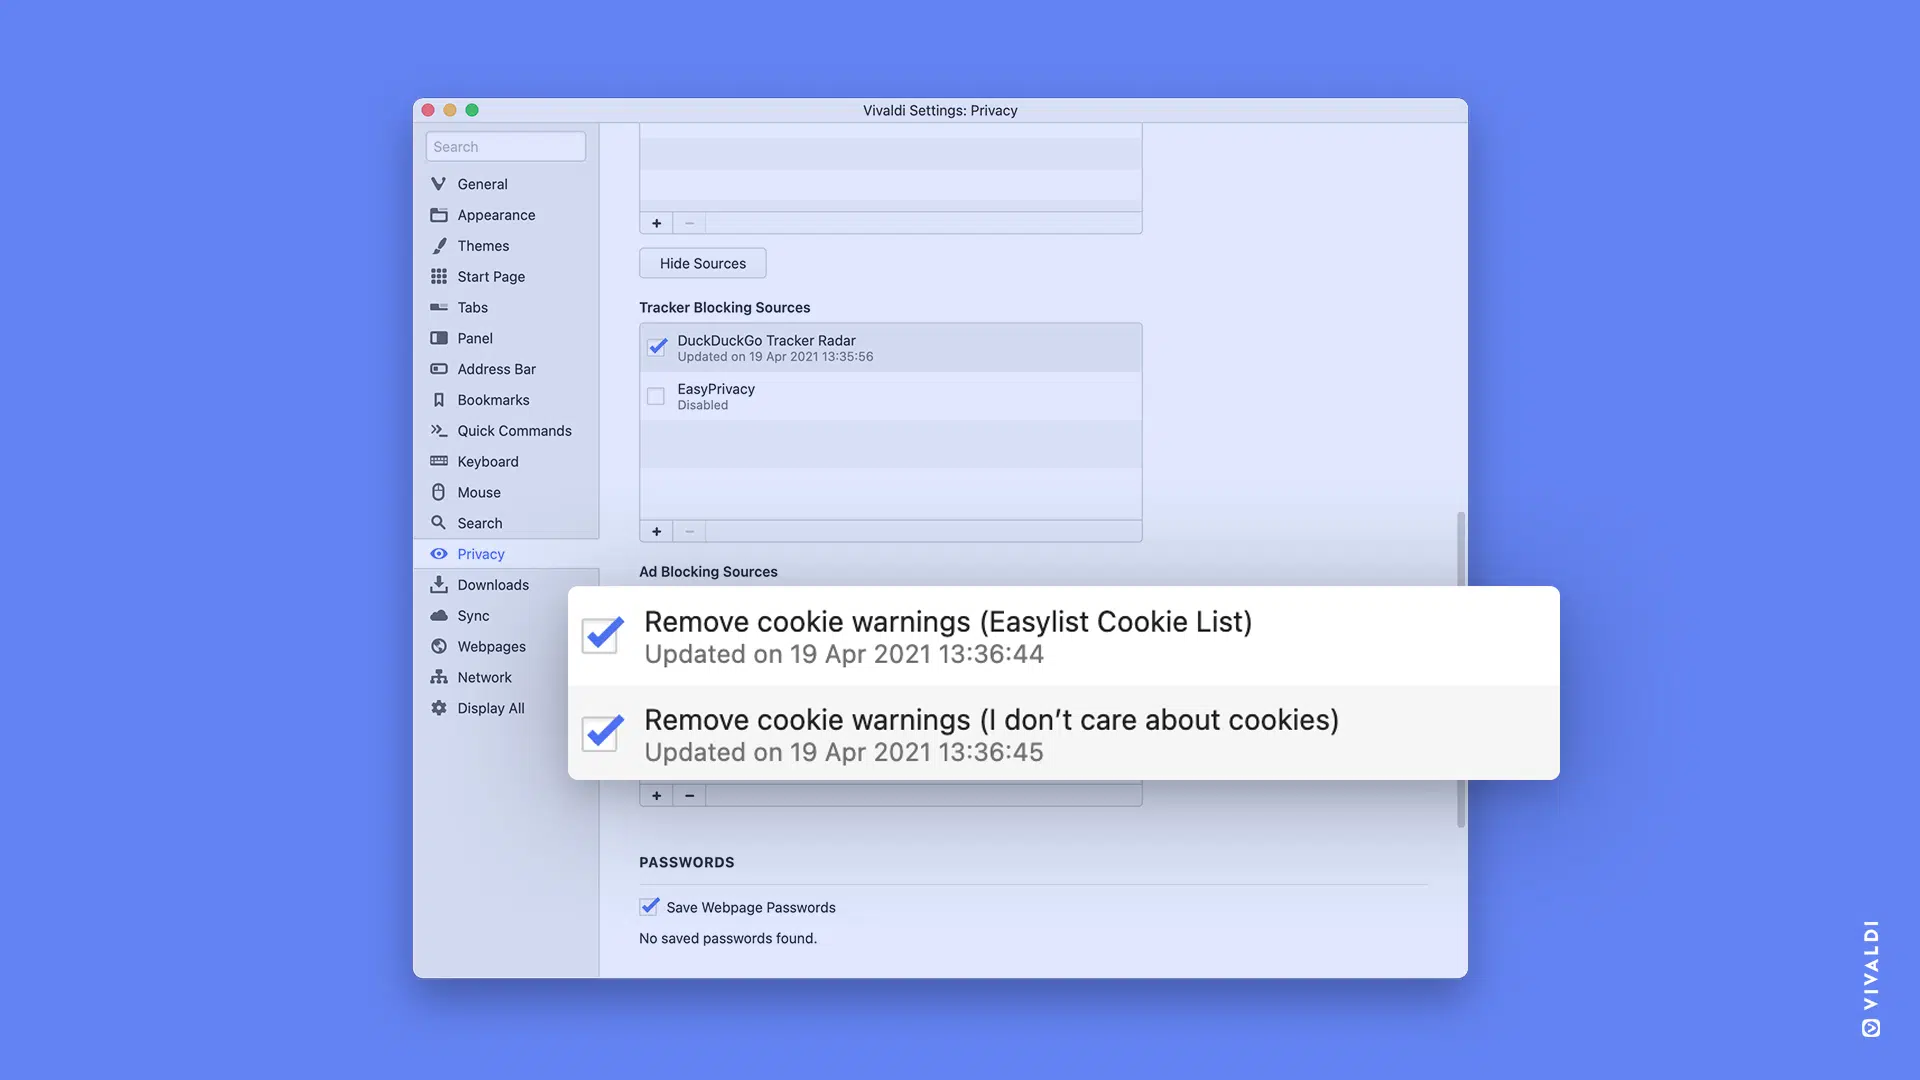 Vivaldi Settings: Privacy
Search
General
Appearance
Themes
Start Page
Tabs
Panel
Address Bar
Bookmarks
Quick Commands
Keyboard
Mouse
Search
Privacy
Downloads
Sync
Webpages
Network
Display All
Hide Sources
Tracker Blocking Sources
DuckDuckGo Tracker Radar
Updated on 19 Apr 2021 13:35:56
EasyPrivacy
Disabled
Ad Blocking Sources
Remove cookie warnings (Easylist Cookie List)
Updated on 19 Apr 2021 13:36:44
Remove cookie warnings (I don’t care about cookies)
Updated on 19 Apr 2021 13:36:45
PASSWORDS
Save Webpage Passwords
No saved passwords found.
VIVALDI